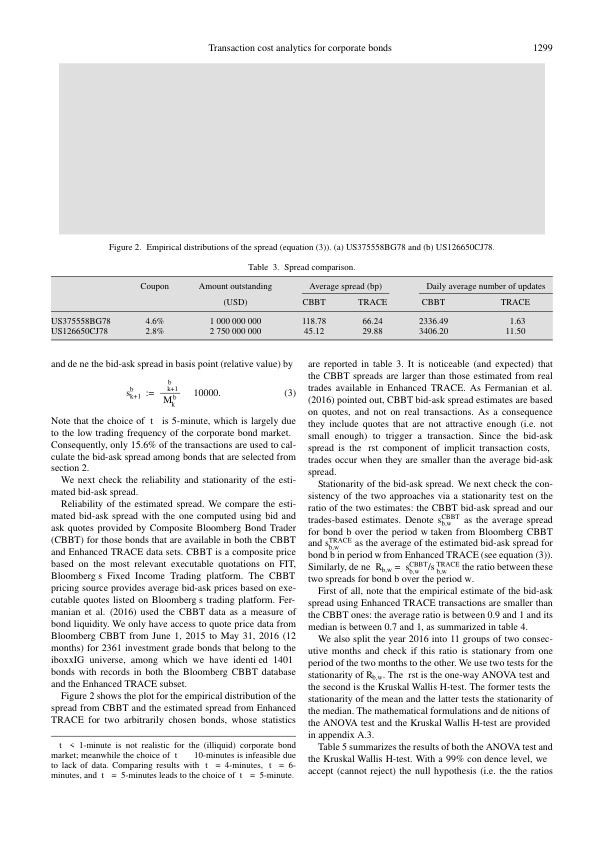 Transaction cost analytics for corporate bonds 1299
Figure 2. Empirical distributions of the spread (equation (3)). (a) US375558BG78 and (b) US126650CJ78.
Table 3. Spread comparison.
Coupon Amount outstanding Average spread (bp) Daily average number of updates
(USD) CBBT TRACE CBBT TRACE
US375558BG78 4.6% 1 000 000 000 118.78 66.24 2336.49 1.63
US126650CJ78 2.8% 2 750 000 000 45.12 29.88 3406.20 11.50
and de ne the bid-ask spread in basis point (relative value) by
s^b_{k+1} := ^b_{k+1} / M^b_k 10000. (3)
Note that the choice of t is 5-minute, which is largely due
to the low trading frequency of the corporate bond market.
Consequently, only 15.6% of the transactions are used to cal-
culate the bid-ask spread among bonds that are selected from
section 2.
We next check the reliability and stationarity of the esti-
mated bid-ask spread.
Reliability of the estimated spread. We compare the esti-
mated bid-ask spread with the one computed using bid and
ask quotes provided by Composite Bloomberg Bond Trader
(CBBT) for those bonds that are available in both the CBBT
and Enhanced TRACE data sets. CBBT is a composite price
based on the most relevant executable quotations on FIT,
Bloomberg s Fixed Income Trading platform. The CBBT
pricing source provides average bid-ask prices based on exe-
cutable quotes listed on Bloomberg s trading platform. Fer-
manian et al. (2016) used the CBBT data as a measure of
bond liquidity. We only have access to quote price data from
Bloomberg CBBT from June 1, 2015 to May 31, 2016 (12
months) for 2361 investment grade bonds that belong to the
iboxxIG universe, among which we have identi ed 1401
bonds with records in both the Bloomberg CBBT database
and the Enhanced TRACE subset.
Figure 2 shows the plot for the empirical distribution of the
spread from CBBT and the estimated spread from Enhanced
TRACE for two arbitrarily chosen bonds, whose statistics
t < 1-minute is not realistic for the (illiquid) corporate bond
market; meanwhile the choice of t 10-minutes is infeasible due
to lack of data. Comparing results with t = 4-minutes, t = 6-
minutes, and t = 5-minutes leads to the choice of t = 5-minute.
are reported in table 3. It is noticeable (and expected) that
the CBBT spreads are larger than those estimated from real
trades available in Enhanced TRACE. As Fermanian et al.
(2016) pointed out, CBBT bid-ask spread estimates are based
on quotes, and not on real transactions. As a consequence
they include quotes that are not attractive enough (i.e. not
small enough) to trigger a transaction. Since the bid-ask
spread is the rst component of implicit transaction costs,
trades occur when they are smaller than the average bid-ask
spread.
Stationarity of the bid-ask spread. We next check the con-
sistency of the two approaches via a stationarity test on the
ratio of the two estimates: the CBBT bid-ask spread and our
trades-based estimates. Denote s^CBBT_{b,w} as the average spread
for bond b over the period w taken from Bloomberg CBBT
and s^TRACE_{b,w} as the average of the estimated bid-ask spread for
bond b in period w from Enhanced TRACE (see equation (3)).
Similarly, de ne R_{b,w} = s^CBBT_{b,w}/s^TRACE_{b,w} the ratio between these
two spreads for bond b over the period w.
First of all, note that the empirical estimate of the bid-ask
spread using Enhanced TRACE transactions are smaller than
the CBBT ones: the average ratio is between 0.9 and 1 and its
median is between 0.7 and 1, as summarized in table 4.
We also split the year 2016 into 11 groups of two consec-
utive months and check if this ratio is stationary from one
period of the two months to the other. We use two tests for the
stationarity of R_{b,w}. The rst is the one-way ANOVA test and
the second is the Kruskal Wallis H-test. The former tests the
stationarity of the mean and the latter tests the stationarity of
the median. The mathematical formulations and de nitions of
the ANOVA test and the Kruskal Wallis H-test are provided
in appendix A.3.
Table 5 summarizes the results of both the ANOVA test and
the Kruskal Wallis H-test. With a 99% con dence level, we
accept (cannot reject) the null hypothesis (i.e. the the ratios